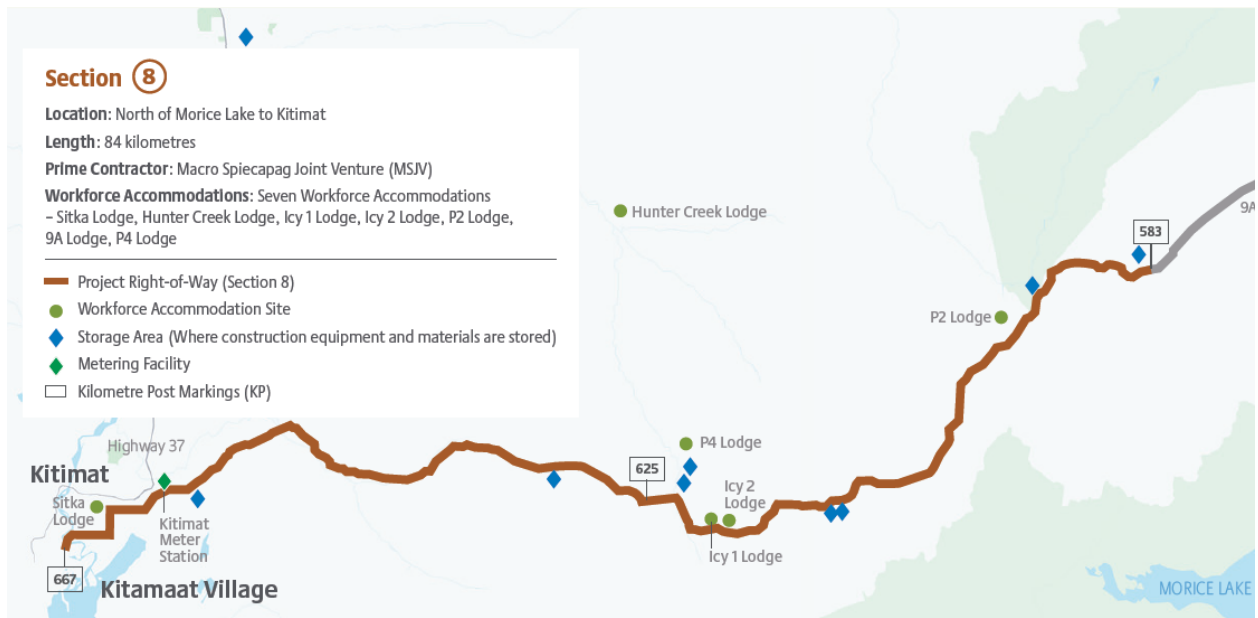 Section 8
Location: North of Morice Lake to Kitimat
Length: 84 kilometres
Prime Contractor: Macro Spiecapag Joint Venture (MSJV)
Workforce Accommodations: Seven Workforce Accommodations
– Sitka Lodge, Hunter Creek Lodge, Icy 1 Lodge, Icy 2 Lodge, P2 Lodge,
9A Lodge, P4 Lodge
Project Right-of-Way (Section 8)
Workforce Accommodation Site
Storage Area (Where construction equipment and materials are stored)
Metering Facility
Kilometre Post Markings (KP)
Hunter Creek Lodge
9A
583
P2 Lodge
Highway 37
P4 Lodge
Kitimat
625
Icy 2
Lodge
Sitka
Lodge
Kitimat
Meter
Station
Icy 1 Lodge
667
Kitamaat Village
MORICE LAKE